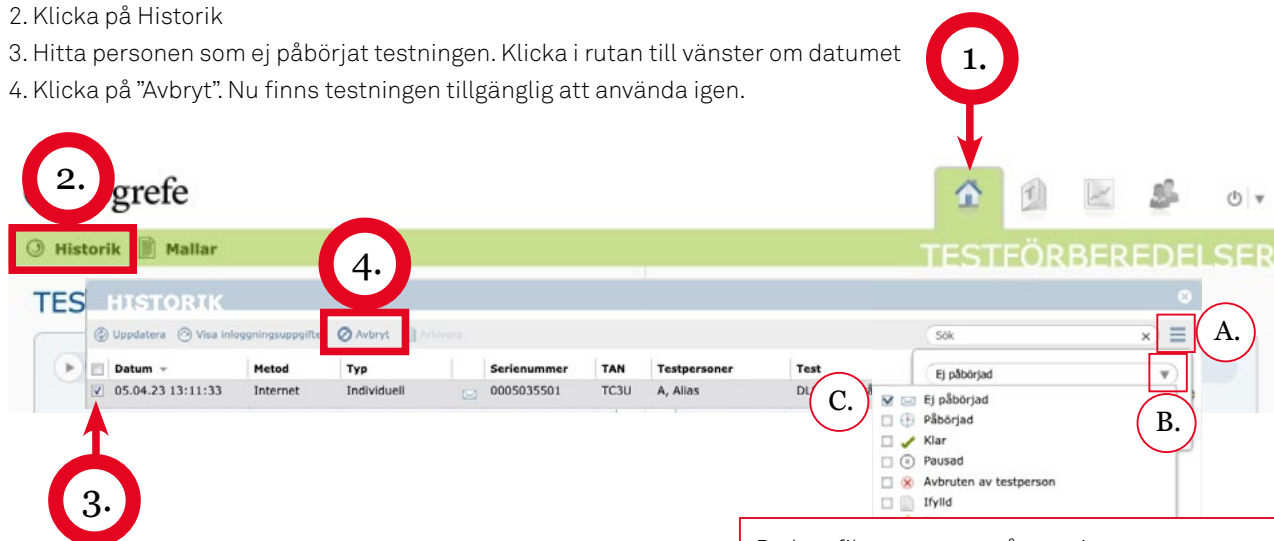 2. Klicka på Historik
3. Hitta personen som ej påbörjat testningen. Klicka i rutan till vänster om datumet
4. Klicka på ”Avbryt”. Nu finns testningen tillgänglig att använda igen.
1.
2.
grefe
Historik Mallar
4.
TESTFÖRBEREDELSER
TES
HISTORIK
Uppdatera Visa inloggningsuppgifte Avbryt Arkivera
Sök
A.
Datum Metod Typ Serienummer TAN Testpersoner Test
Ej påbörjad
05.04.23 13:11:33 Internet Individuell 0005035501 TC3U A, Alias
C.
B.
Ej påbörjad
Påbörjad
Klar
Pausad
Avbruten av testperson
Ifylld
3.